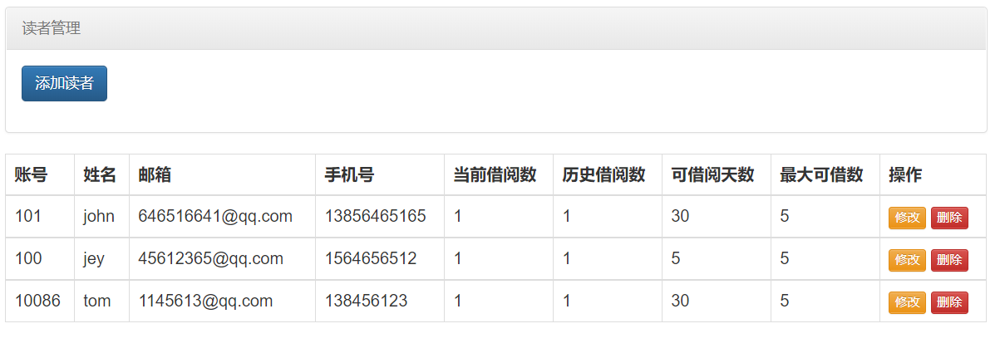 读者管理
添加读者
账号 姓名 邮箱 手机号 当前借阅数 历史借阅数 可借阅天数 最大可借数 操作
101 john 646516641@qq.com 13856465165 1 1 30 5 修改 删除
100 jey 45612365@qq.com 1564656512 1 1 5 5 修改 删除
10086 tom 1145613@qq.com 138456123 1 1 30 5 修改 删除